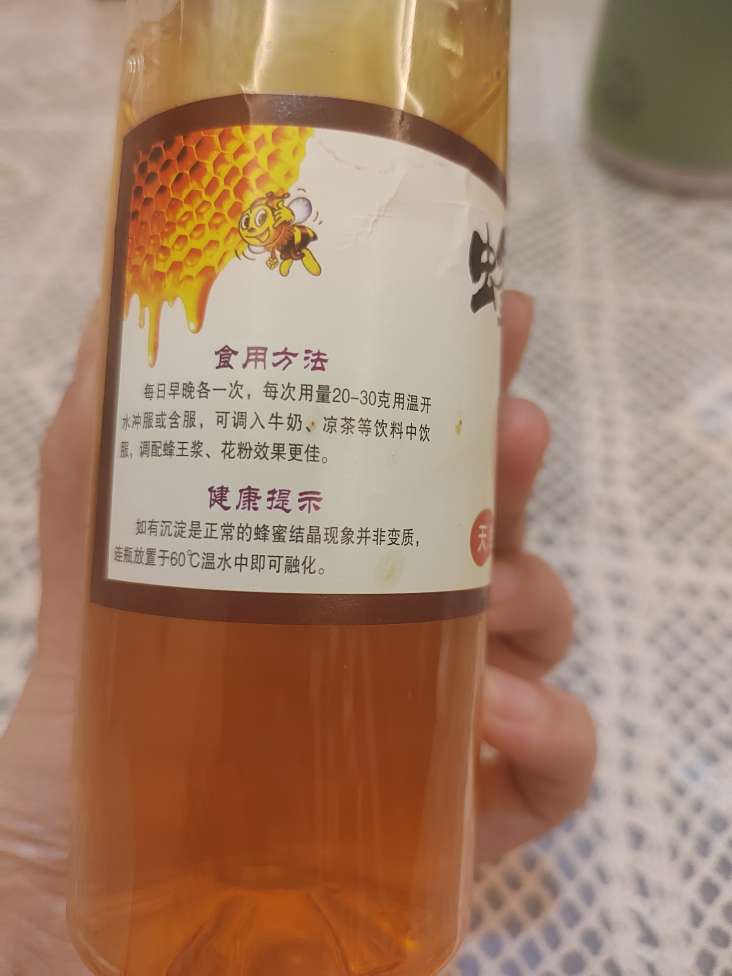 食用方法
每日早晚各一次，每次用量20-30克用温开
水冲服或含服，可调入牛奶、凉茶等饮料中饮
服，调配蜂王浆、花粉效果更佳。
健康提示
如有沉淀是正常的蜂蜜结晶现象并非变质，
连瓶放置于60℃温水中即可融化。
天